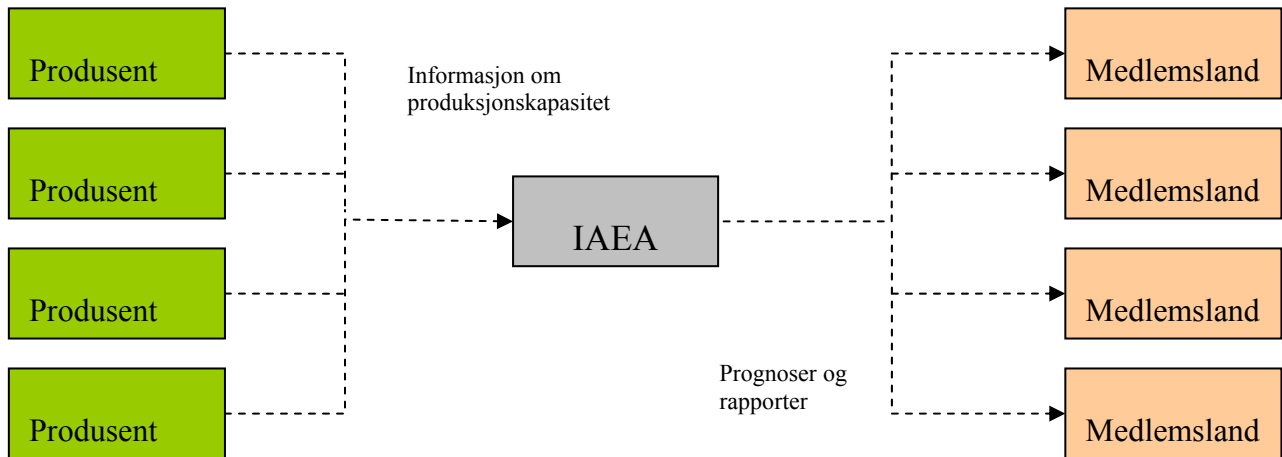 Produsent
Produsent
Produsent
Produsent
Informasjon om
produksjonskapasitet
IAEA
Prognoser og
rapporter
Medlemsland
Medlemsland
Medlemsland
Medlemsland